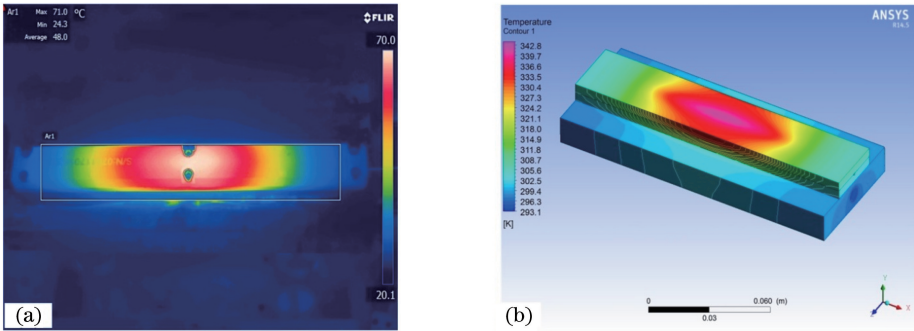 Ar1 Max 71.0 °C
Min 24.3
Average 48.0
FLIR
70.0
Ar1
20.1
(a)
Temperature
Contour 1
342.8
339.7
336.6
333.5
330.4
327.3
324.2
321.1
318.0
314.9
311.8
308.7
305.6
302.5
299.4
296.3
293.1
[K]
ANSYS
R14.5
0 0.060 (m)
0.03
Y
X
Z
(b)